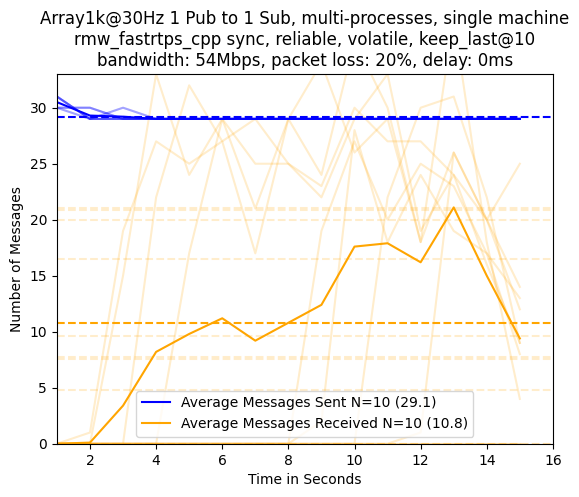 Array1k@30Hz 1 Pub to 1 Sub, multi-processes, single machine
rmw_fastrtps_cpp sync, reliable, volatile, keep_last@10
bandwidth: 54Mbps, packet loss: 20%, delay: 0ms
Number of Messages
30
25
20
15
10
5
0
Average Messages Sent N=10 (29.1)
Average Messages Received N=10 (10.8)
2 4 6 8 10 12 14 16
Time in Seconds